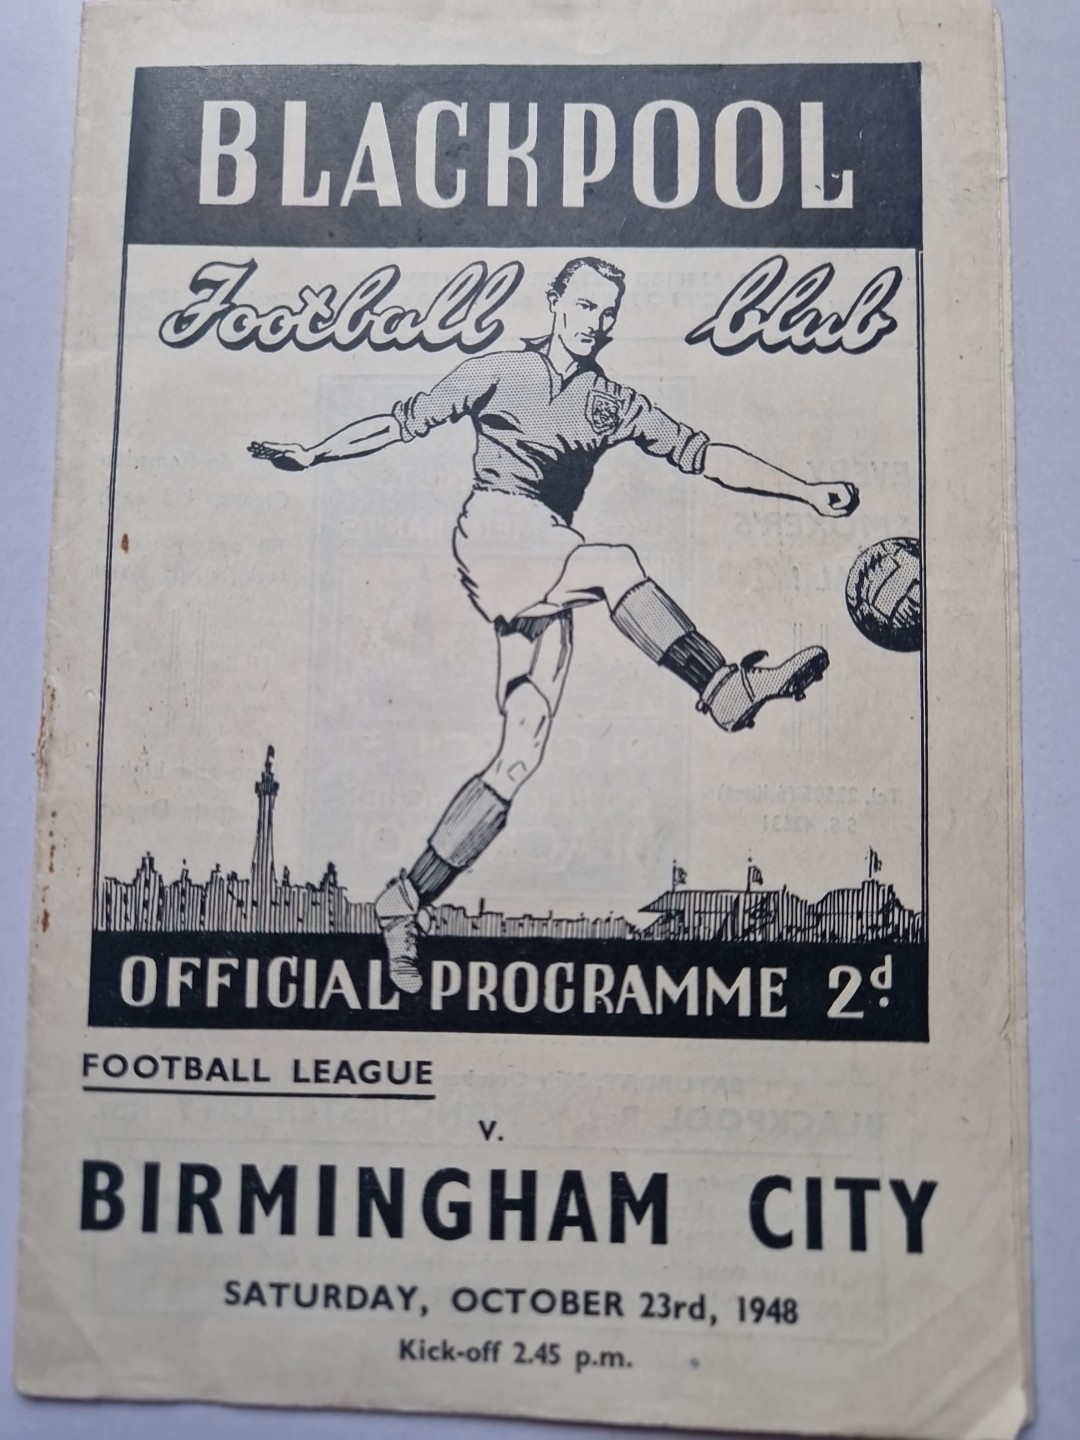 BLACKPOOL
Football Club
OFFICIAL PROGRAMME 2d.
FOOTBALL LEAGUE
v.
BIRMINGHAM CITY
SATURDAY, OCTOBER 23rd, 1948
Kick-off 2.45 p.m.